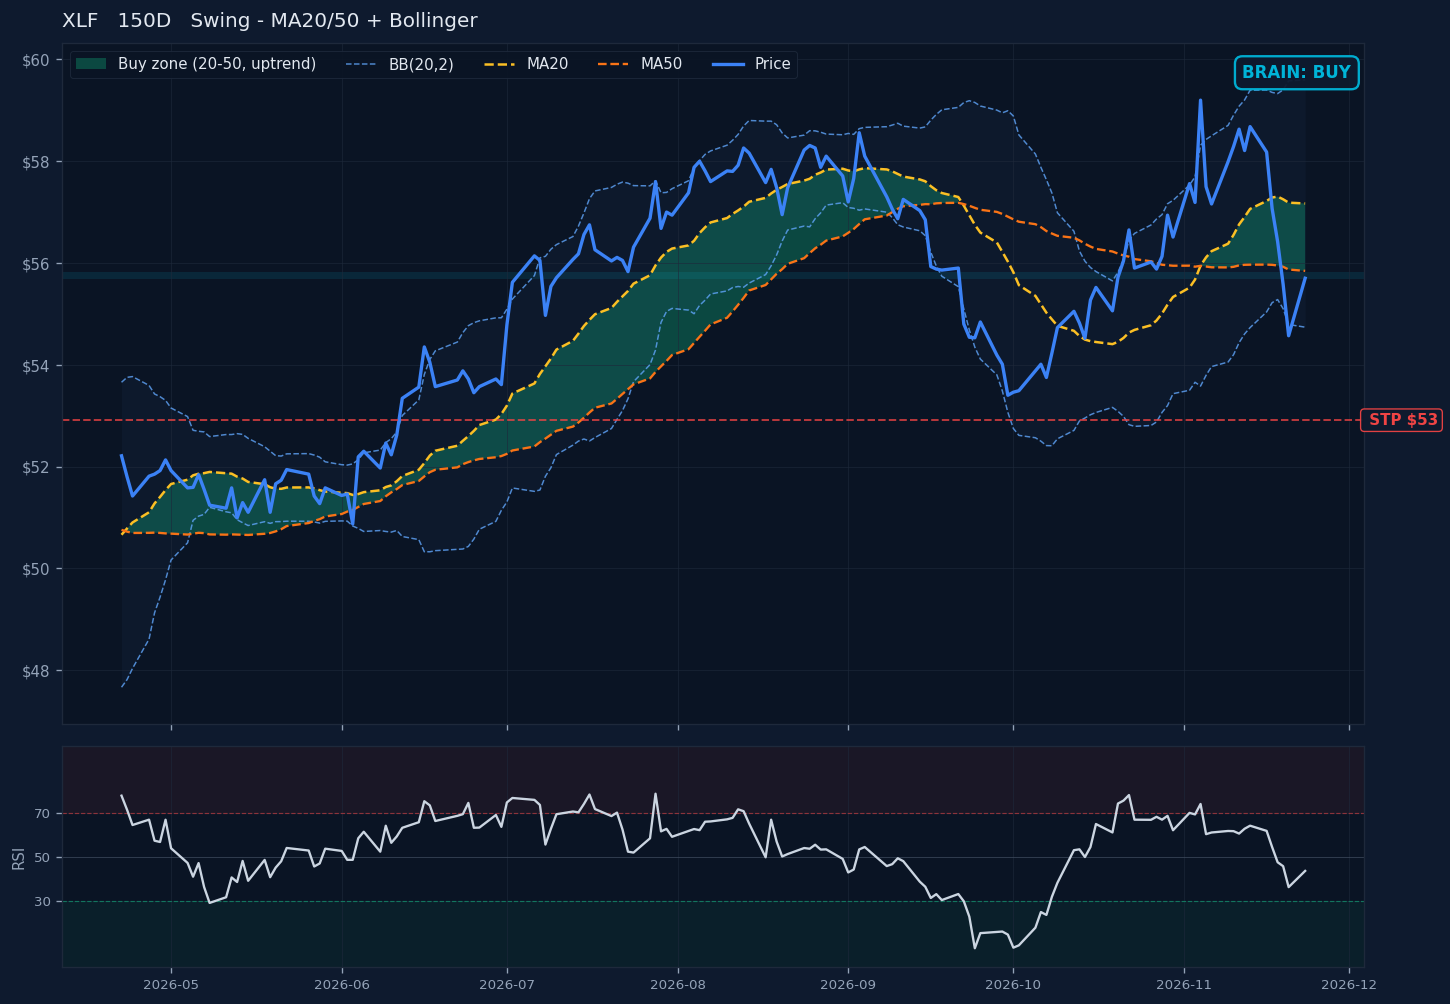 XLF 150D Swing - MA20/50 + Bollinger
Buy zone (20-50, uptrend) BB(20,2) MA20 MA50 Price
BRAIN: BUY
$60
$58
$56
$54
$52
$50
$48
STP $53
RSI
70
50
30
2026-05 2026-06 2026-07 2026-08 2026-09 2026-10 2026-11 2026-12